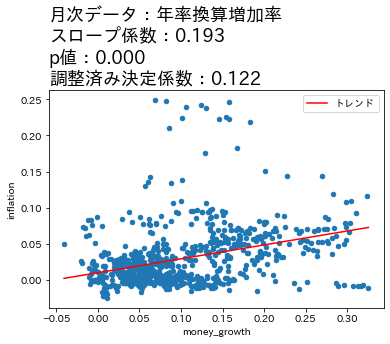 月次データ：年率換算増加率
スロープ係数：0.193
p値：0.000
調整済み決定係数：0.122
トレンド
inflation
0.25
0.20
0.15
0.10
0.05
0.00
−0.05 0.00 0.05 0.10 0.15 0.20 0.25 0.30
money_growth